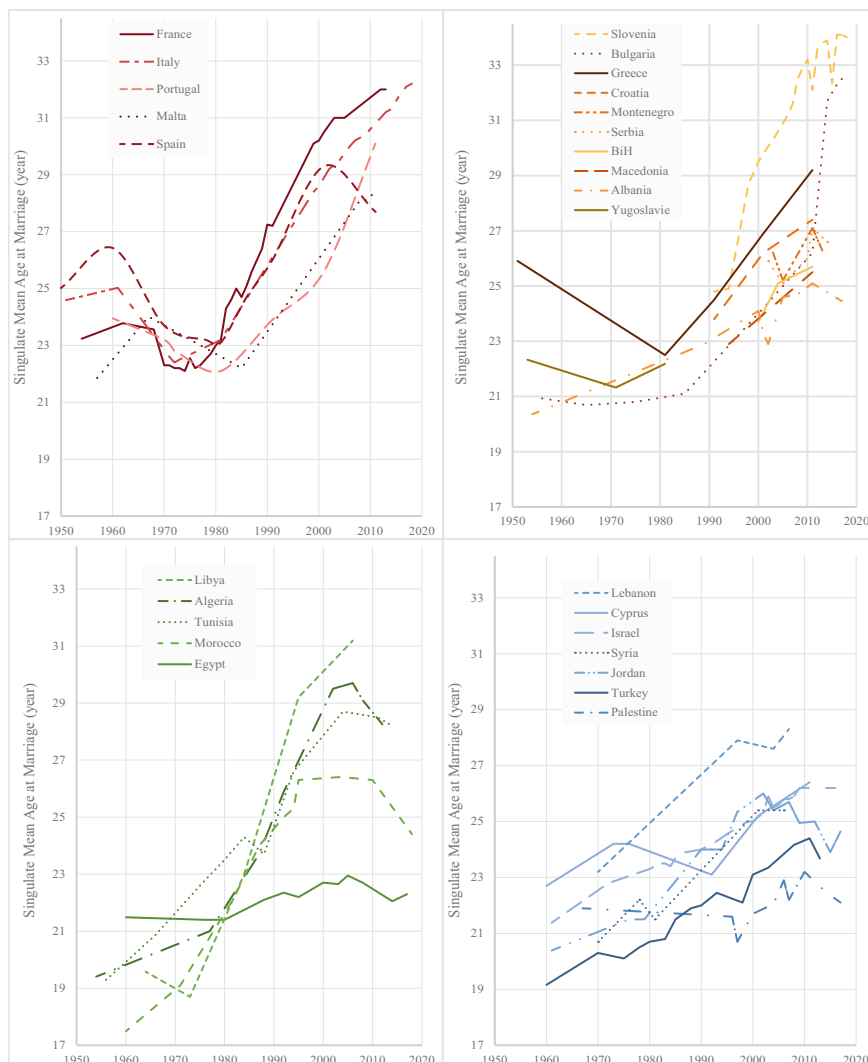 France
Italy
Portugal
Malta
Spain
Singulate Mean Age at Marriage (year)
33
31
29
27
25
23
21
19
17
1950 1960 1970 1980 1990 2000 2010 2020
Slovenia
Bulgaria
Greece
Croatia
Montenegro
Serbia
BiH
Macedonia
Albania
Yugoslavie
Singulate Mean Age at Marriage (year)
33
31
29
27
25
23
21
19
17
1950 1960 1970 1980 1990 2000 2010 2020
Libya
Algeria
Tunisia
Morocco
Egypt
Singulate Mean Age at Marriage (year)
33
31
29
27
25
23
21
19
17
1950 1960 1970 1980 1990 2000 2010 2020
Lebanon
Cyprus
Israel
Syria
Jordan
Turkey
Palestine
Singulate Mean Age at Marriage (year)
33
31
29
27
25
23
21
19
17
1950 1960 1970 1980 1990 2000 2010 2020